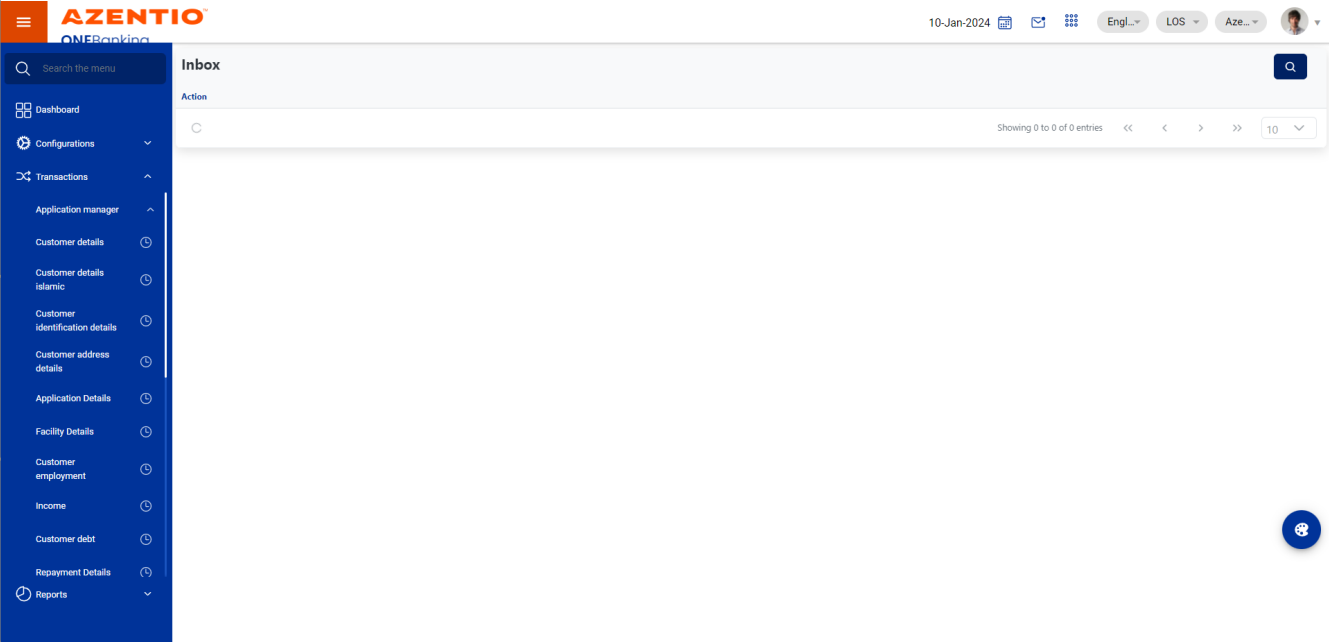 AZENTIO™
ONEBanking
10-Jan-2024
Engl...
LOS
Aze...
Search the menu
Dashboard
Configurations
Transactions
Application manager
Customer details
Customer details
islamic
Customer
identification details
Customer address
details
Application Details
Facility Details
Customer
employment
Income
Customer debt
Repayment Details
Reports
Inbox
Action
Showing 0 to 0 of 0 entries
10